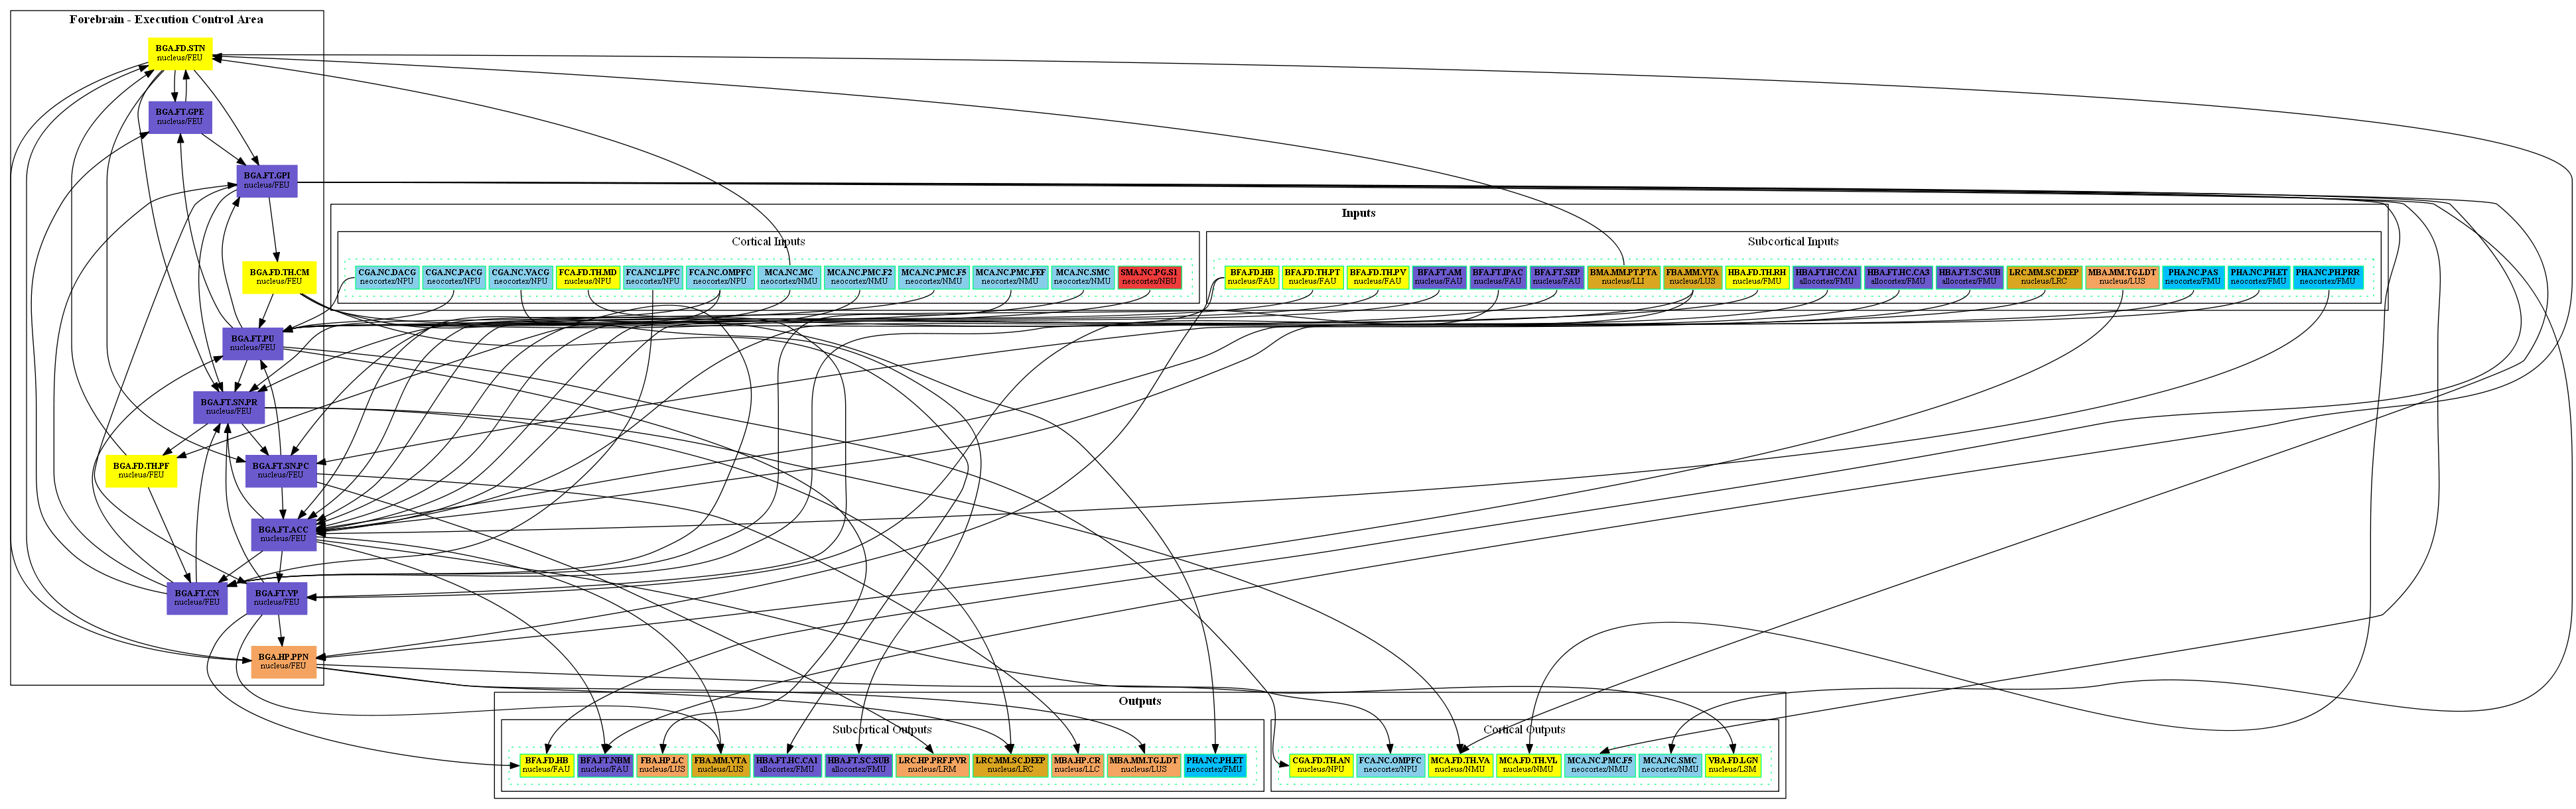 Forebrain - Execution Control Area
BGA.FD.STN
nucleus/FEU
BGA.FT.GPE
nucleus/FEU
BGA.FT.GPI
nucleus/FEU
BGA.FD.TH.CM
nucleus/FEU
BGA.FT.PU
nucleus/FEU
BGA.FT.SN.PR
nucleus/FEU
BGA.FD.TH.PF
nucleus/FEU
BGA.FT.SN.PC
nucleus/FEU
BGA.FT.ACC
nucleus/FEU
BGA.FT.CN
nucleus/FEU
BGA.FT.VP
nucleus/FEU
BGA.HP.PPN
nucleus/FEU
Inputs
Cortical Inputs
CGA.NC.DACG
neocortex/NPU
CGA.NC.PACG
neocortex/NPU
CGA.NC.VACG
neocortex/NPU
FCA.FD.TH.MD
nucleus/NPU
FCA.NC.LPFC
neocortex/NPU
FCA.NC.OMPFC
neocortex/NPU
MCA.NC.MC
neocortex/NMU
MCA.NC.PMC.F2
neocortex/NMU
MCA.NC.PMC.F5
neocortex/NMU
MCA.NC.PMC.FEF
neocortex/NMU
MCA.NC.SMC
neocortex/NMU
SMA.NC.PG.S1
neocortex/NEU
Subcortical Inputs
BFA.FD.HB
nucleus/FAU
BFA.FD.TH.PT
nucleus/FAU
BFA.FD.TH.PV
nucleus/FAU
BFA.FT.AM
nucleus/FAU
BFA.FT.IPAC
nucleus/FAU
BFA.FT.SEP
nucleus/FAU
BMA.MM.PT.PTA
nucleus/LLI
FBA.MM.VTA
nucleus/LUS
HBA.FD.TH.RH
nucleus/FMU
HBA.FT.HC.CA1
allocortex/FMU
HBA.FT.HC.CA3
allocortex/FMU
HBA.FT.SC.SUB
allocortex/FMU
LRC.MM.SC.DEEP
nucleus/LRC
MBA.MM.TG.LDT
nucleus/LUS
PHA.NC.PAS
neocortex/FMU
PHA.NC.PH.ET
neocortex/FMU
PHA.NC.PH.PRR
neocortex/FMU
Outputs
Subcortical Outputs
BFA.FD.HB
nucleus/FAU
BFA.FT.NBM
nucleus/FAU
FBA.HP.LC
nucleus/LUS
FBA.MM.VTA
nucleus/LUS
HBA.FT.HC.CA1
allocortex/FMU
HBA.FT.SC.SUB
allocortex/FMU
LRC.HP.PRF.PVR
nucleus/LRM
LRC.MM.SC.DEEP
nucleus/LRC
MBA.HP.CR
nucleus/LLC
MBA.MM.TG.LDT
nucleus/LUS
PHA.NC.PH.ET
neocortex/FMU
Cortical Outputs
CGA.FD.TH.AN
nucleus/NPU
FCA.NC.OMPFC
neocortex/NPU
MCA.FD.TH.VA
nucleus/NMU
MCA.FD.TH.VL
nucleus/NMU
MCA.NC.PMC.F5
neocortex/NMU
MCA.NC.SMC
neocortex/NMU
VBA.FD.LGN
nucleus/LSM